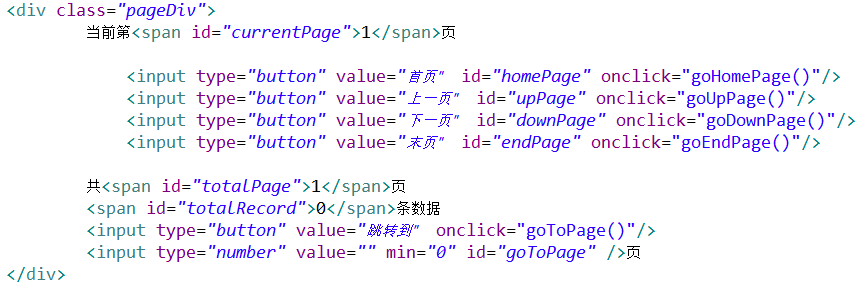 <div class="pageDiv">
当前第<span id="currentPage">1</span>页
<input type="button" value="首页" id="homePage" onclick="goHomePage()"/>
<input type="button" value="上一页" id="upPage" onclick="goUpPage()"/>
<input type="button" value="下一页" id="downPage" onclick="goDownPage()"/>
<input type="button" value="末页" id="endPage" onclick="goEndPage()"/>
共<span id="totalPage">1</span>页
<span id="totalRecord">0</span>条数据
<input type="button" value="跳转到" onclick="goToPage()"/>
<input type="number" value="" min="0" id="goToPage" />页
</div>